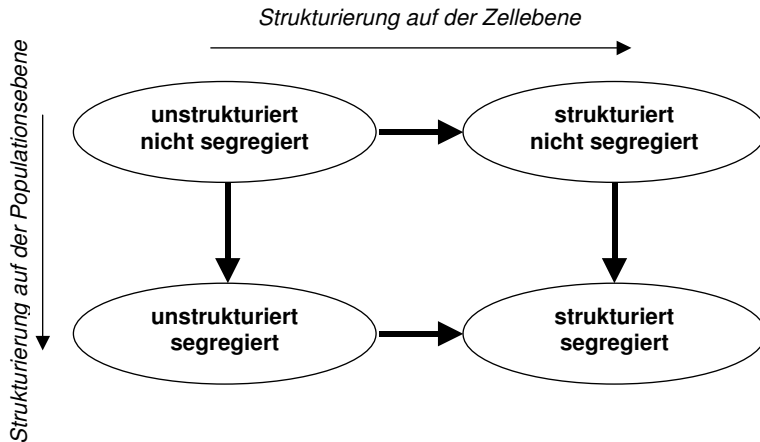 Strukturierung auf der Zellebene
Strukturierung auf der Populationsebene
unstrukturiert
nicht segregiert
strukturiert
nicht segregiert
unstrukturiert
segregiert
strukturiert
segregiert